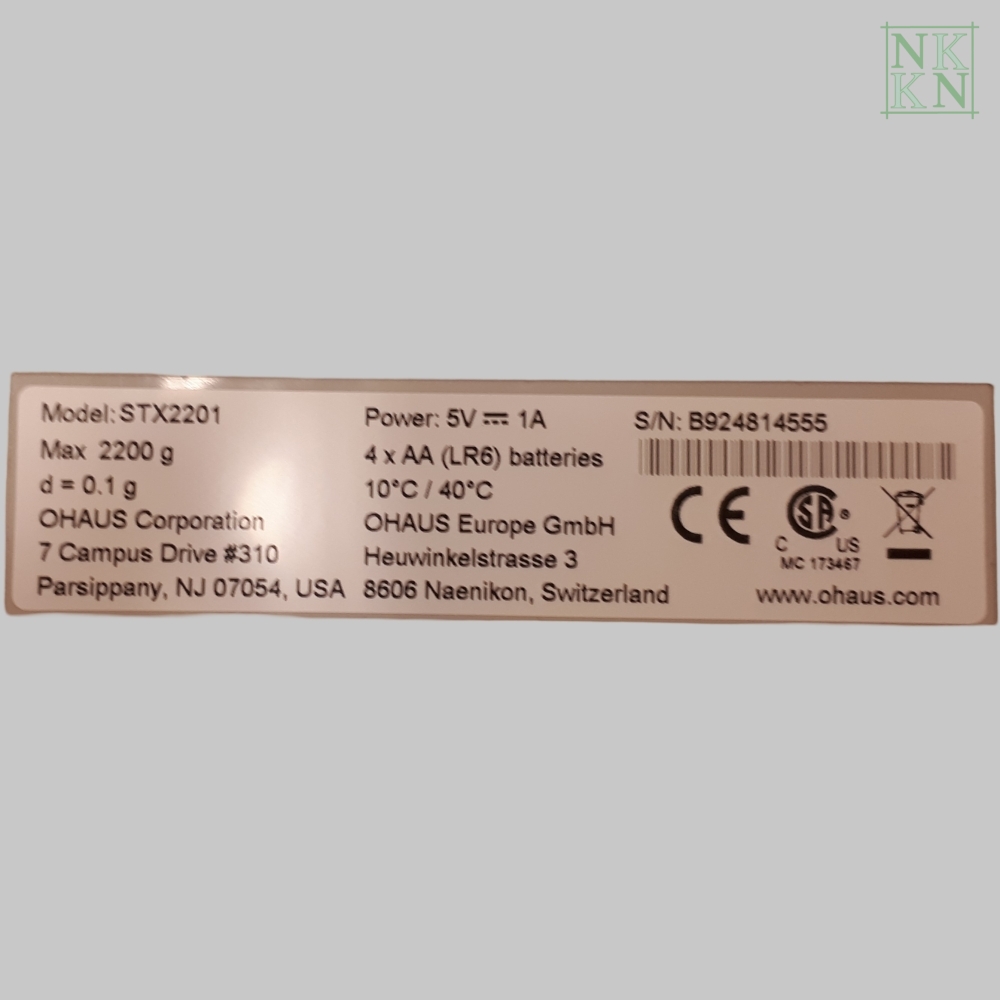 NK
KN
Model: STX2201
Max 2200 g
d = 0.1 g
OHAUS Corporation
7 Campus Drive #310
Parsippany, NJ 07054, USA
Power: 5V ⎓ 1A
4 x AA (LR6) batteries
10°C / 40°C
OHAUS Europe GmbH
Heuwinkelstrasse 3
8606 Naenikon, Switzerland
S/N: B924814555
CE
SA ®
C US
MC 173467
www.ohaus.com